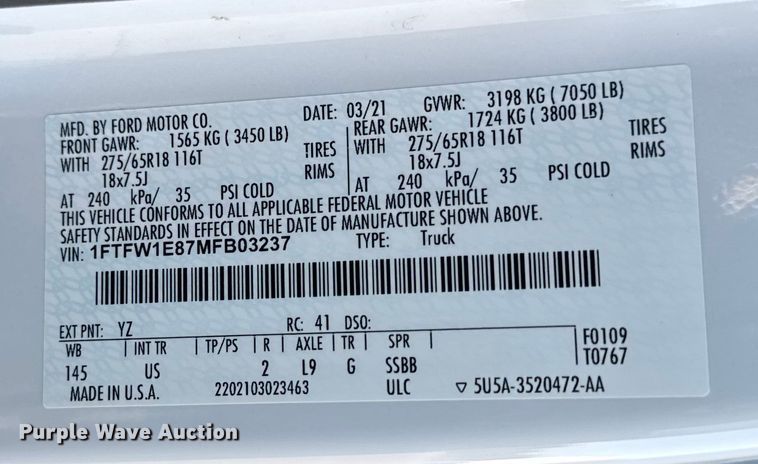 MFD. BY FORD MOTOR CO. DATE: 03/21 GVWR: 3198 KG ( 7050 LB)
FRONT GAWR: 1565 KG ( 3450 LB) REAR GAWR: 1724 KG ( 3800 LB)
WITH 275/65R18 116T TIRES WITH 275/65R18 116T TIRES
18x7.5J RIMS 18x7.5J RIMS
AT 240 kPa/ 35 PSI COLD AT 240 kPa/ 35 PSI COLD
THIS VEHICLE CONFORMS TO ALL APPLICABLE FEDERAL MOTOR VEHICLE
SAFETY STANDARDS IN EFFECT ON THE DATE OF MANUFACTURE SHOWN ABOVE.
VIN: 1FTFW1E87MFB03237 TYPE: Truck
EXT PNT: YZ RC: 41 DSO:
WB INT TR TP/PS R AXLE TR SPR F0109
145 US 2 L9 G SSBB T0767
MADE IN U.S.A. 2202103023463 ULC ▽ 5U5A-3520472-AA
Purple Wave Auction